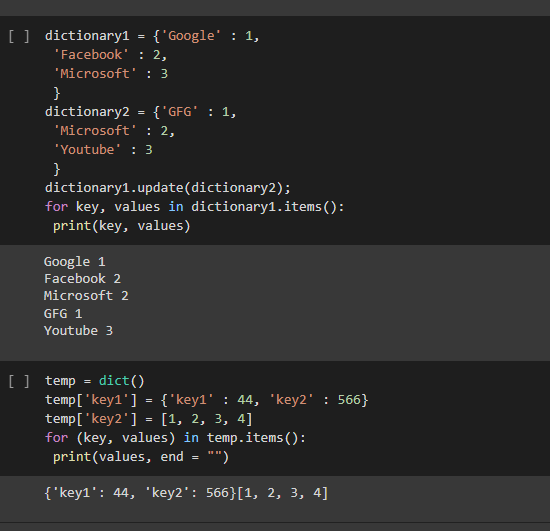 [ ] dictionary1 = {'Google' : 1,
'Facebook' : 2,
'Microsoft' : 3
}
dictionary2 = {'GFG' : 1,
'Microsoft' : 2,
'Youtube' : 3
}
dictionary1.update(dictionary2);
for key, values in dictionary1.items():
print(key, values)
Google 1
Facebook 2
Microsoft 2
GFG 1
Youtube 3
[ ] temp = dict()
temp['key1'] = {'key1' : 44, 'key2' : 566}
temp['key2'] = [1, 2, 3, 4]
for (key, values) in temp.items():
print(values, end = "")
{'key1': 44, 'key2': 566}[1, 2, 3, 4]